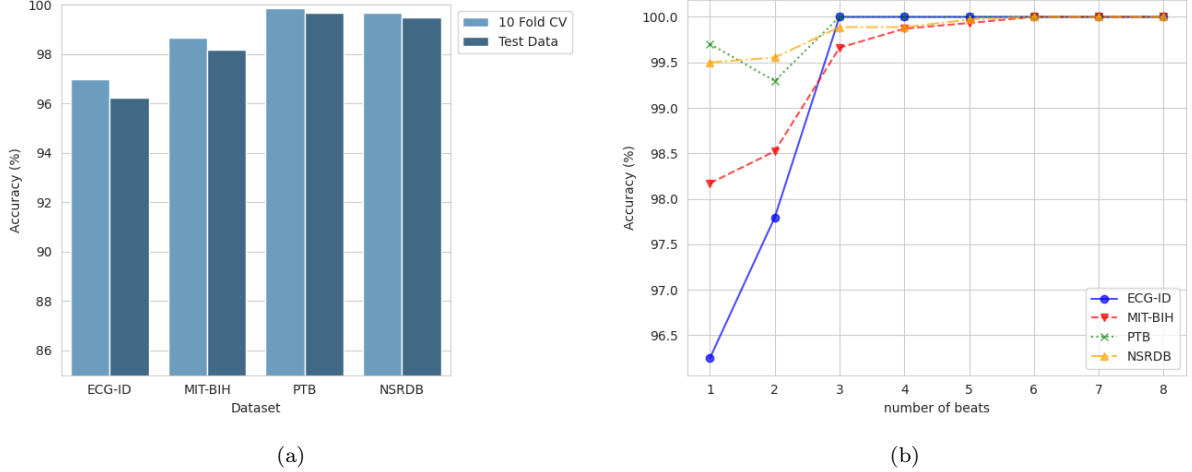 100
98
96
94
92
90
88
86
Accuracy (%)
ECG-ID MIT-BIH PTB NSRDB
Dataset
10 Fold CV
Test Data
(a)
100.0
99.5
99.0
98.5
98.0
97.5
97.0
96.5
Accuracy (%)
1 2 3 4 5 6 7 8
number of beats
ECG-ID
MIT-BIH
PTB
NSRDB
(b)